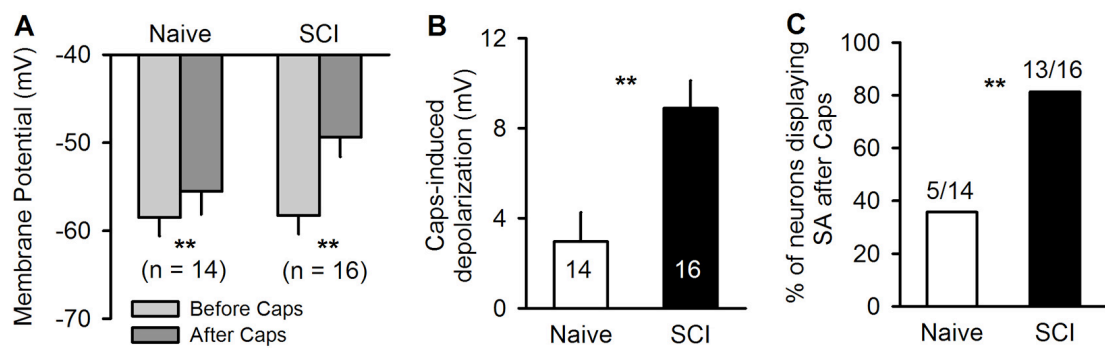 A
Naive
SCI
Membrane Potential (mV)
-40
-50
-60
-70
**
**
(n = 14)
(n = 16)
Before Caps
After Caps
B
Caps-induced
depolarization (mV)
12
8
4
0
**
14
16
Naive
SCI
C
% of neurons displaying
SA after Caps
100
80
60
40
20
0
5/14
**
13/16
Naive
SCI